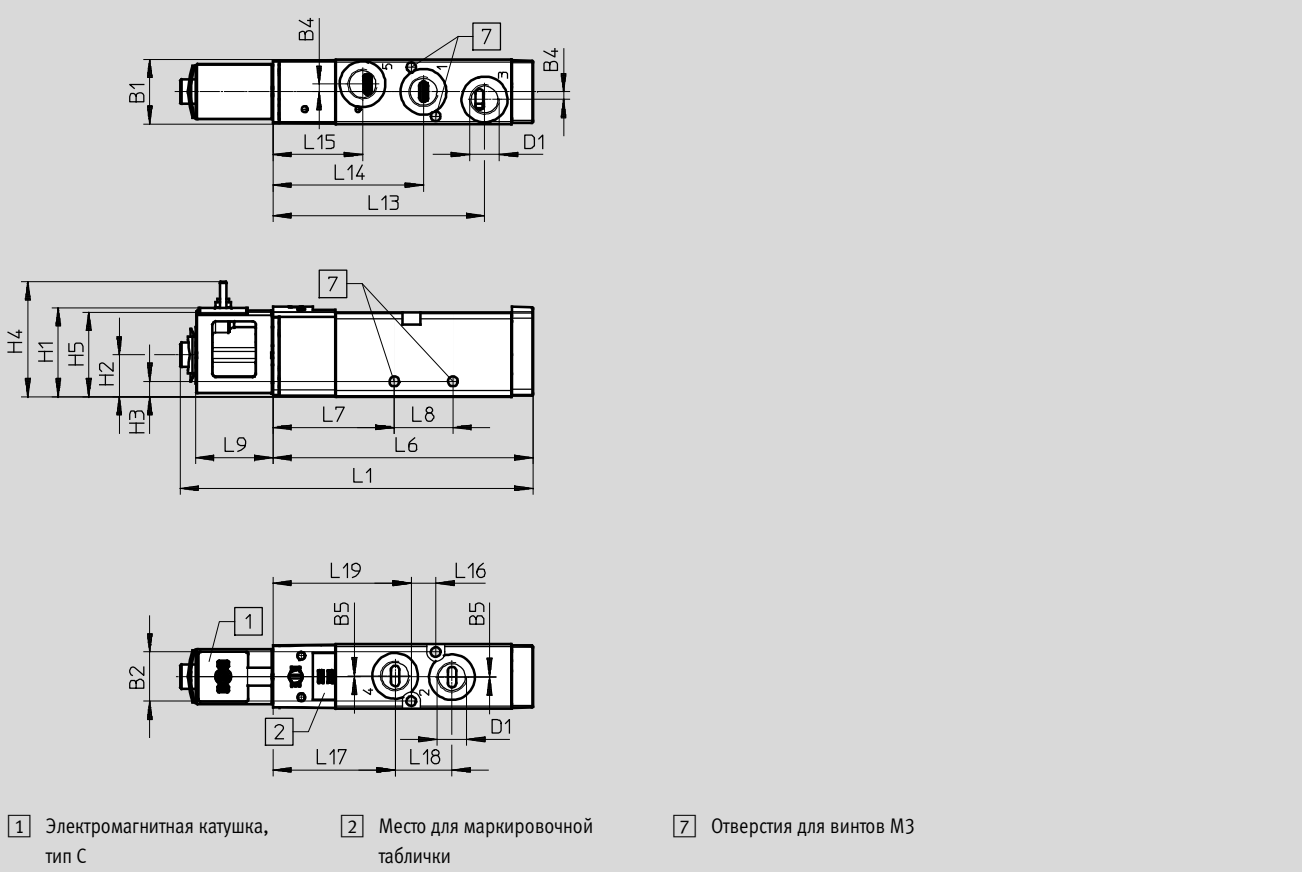 B4
7
B4
B1
5
1
3
L15
D1
L14
L13
7
H4
H1
H5
H2
H3
L7
L8
L9
L6
L1
L19
L16
B5
B5
1
B2
4
2
2
D1
L17
L18
1 Электромагнитная катушка,
тип C
2 Место для маркировочной
таблички
7 Отверстия для винтов M3